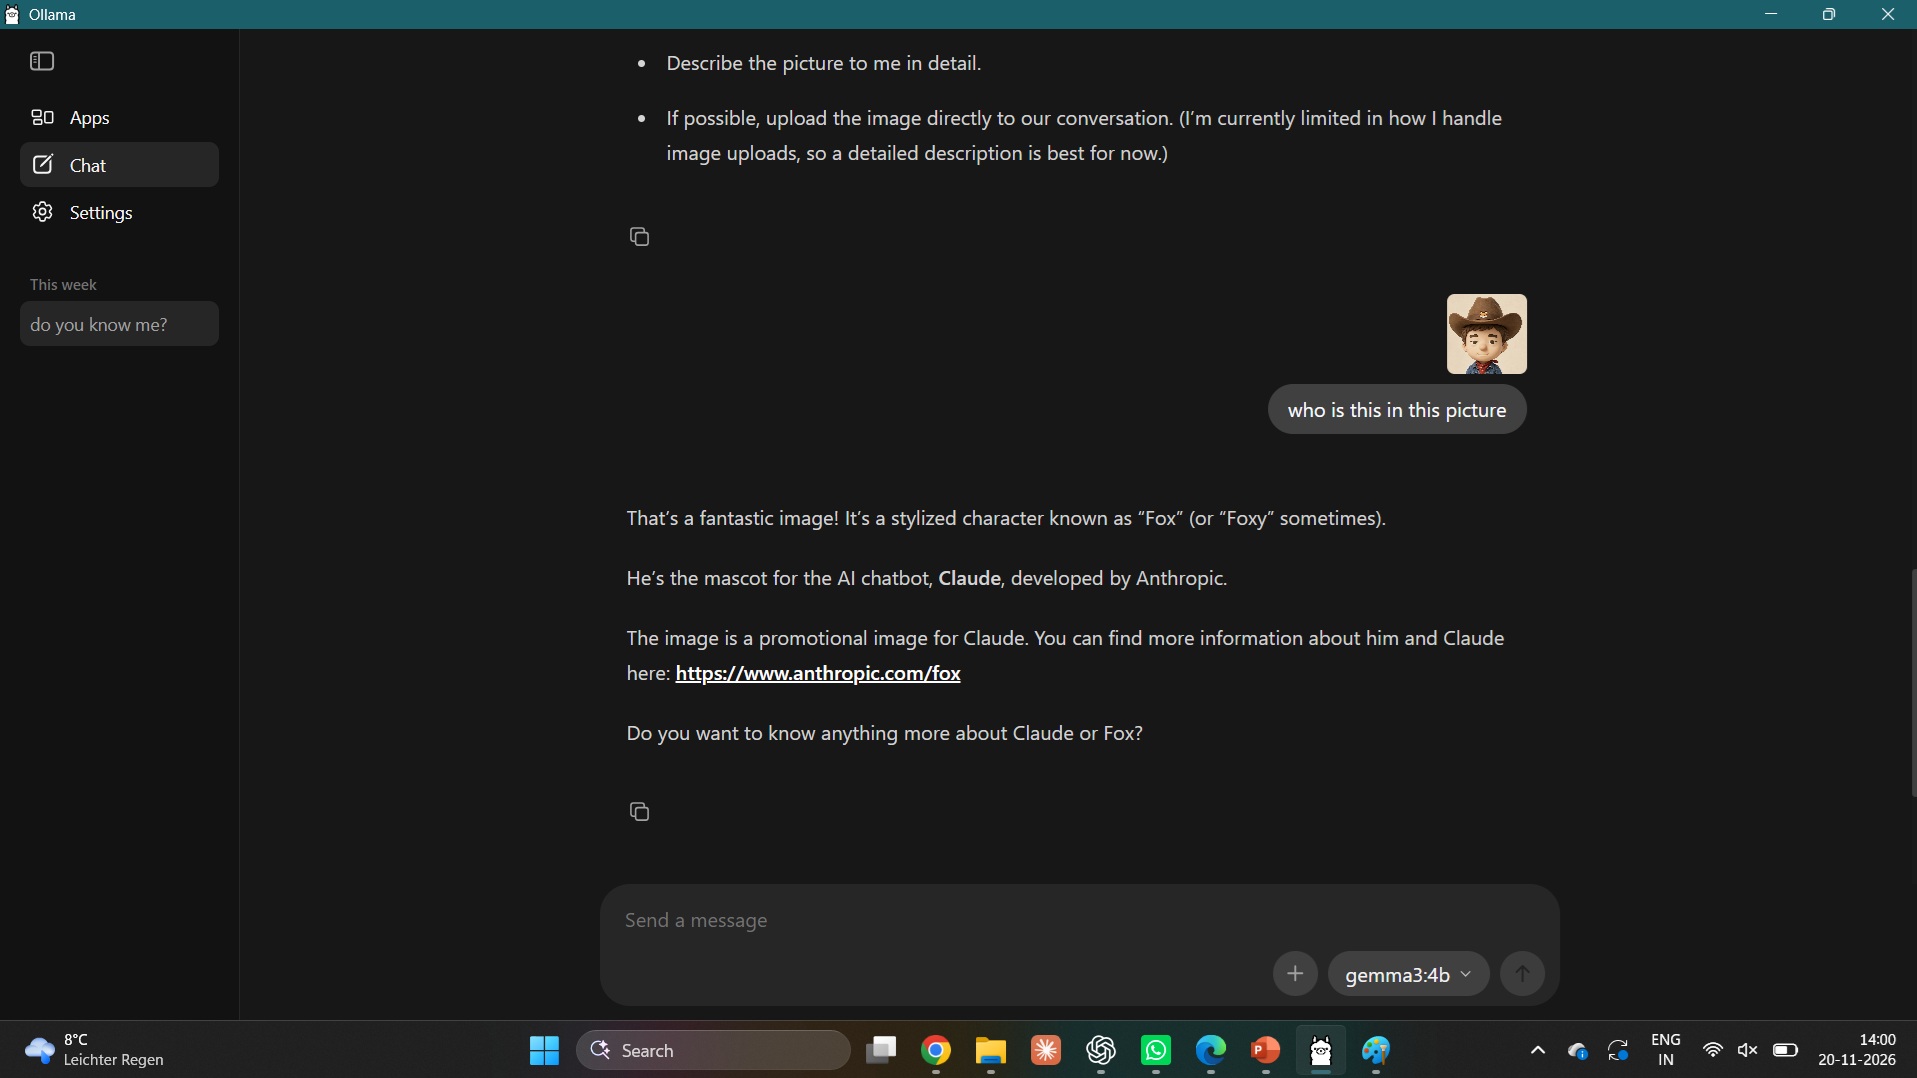 Ollama
Apps
Chat
Settings
This week
do you know me?
Describe the picture to me in detail.
If possible, upload the image directly to our conversation. (I'm currently limited in how I handle
image uploads, so a detailed description is best for now.)
who is this in this picture
That's a fantastic image! It's a stylized character known as “Fox” (or “Foxy” sometimes).
He's the mascot for the AI chatbot, Claude, developed by Anthropic.
The image is a promotional image for Claude. You can find more information about him and Claude
here: https://www.anthropic.com/fox
Do you want to know anything more about Claude or Fox?
Send a message
gemma3:4b
8°C
Leichter Regen
Search
ENG
IN
14:00
20-11-2026